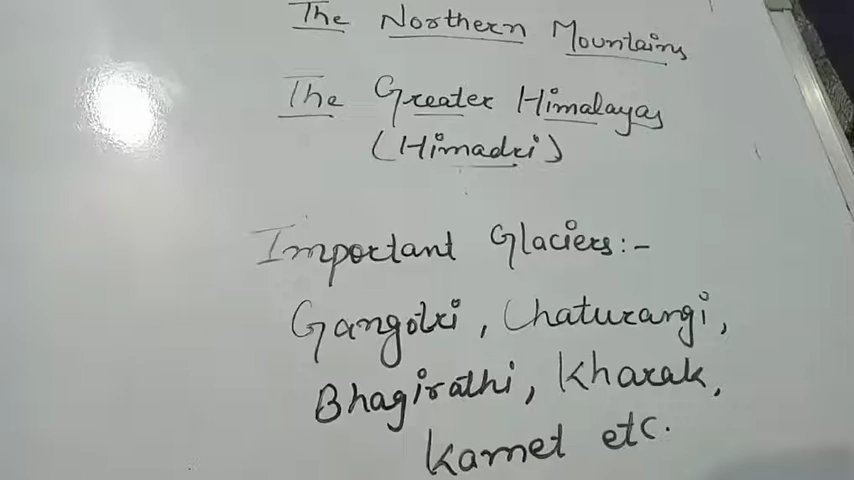 The Northern Mountains
The Greater Himalayas
(Himadri)
Important Glaciers:-
Gangotri, Chaturangi,
Bhagirathi, Kharak,
Kamet etc.